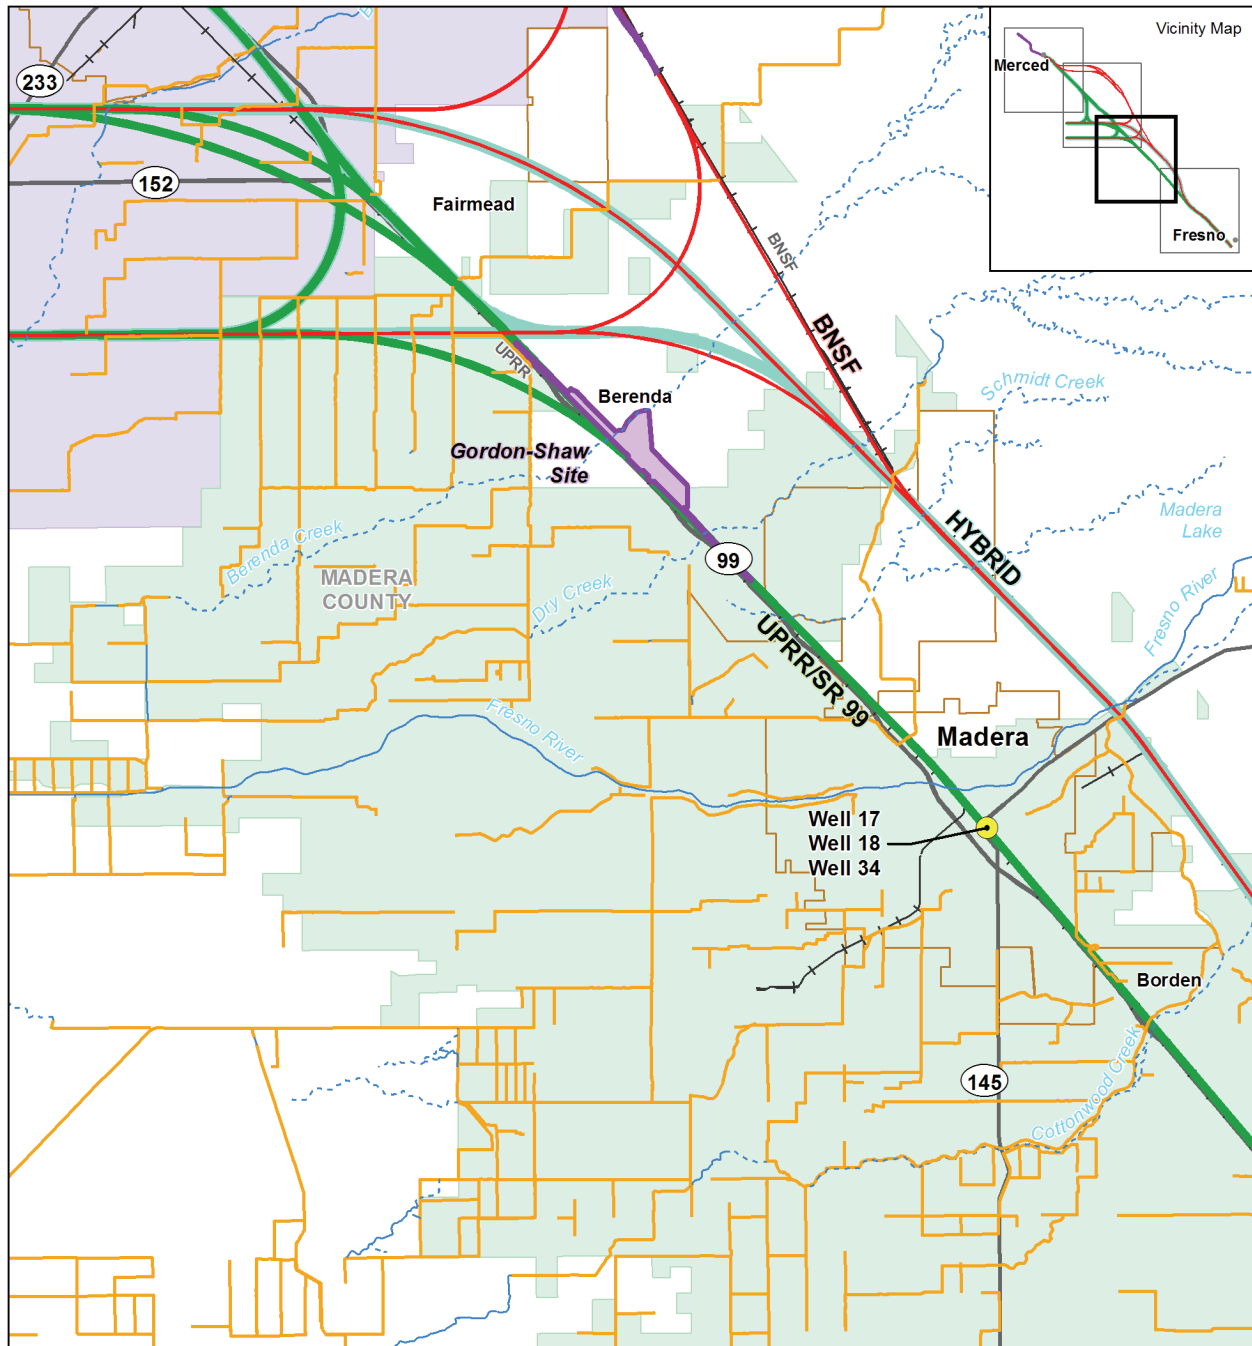 Vicinity Map
Merced
Fresno
233
152
Fairmead
BNSF
BNSF
UPRR
Berenda
Gordon-Shaw
Site
Schmidt Creek
Madera
Lake
HYBRID
Berenda Creek
MADERA
COUNTY
99
Dry Creek
UPRR/SR 99
Fresno River
Fresno River
Madera
Well 17
Well 18
Well 34
Borden
145
Cottonwood Creek